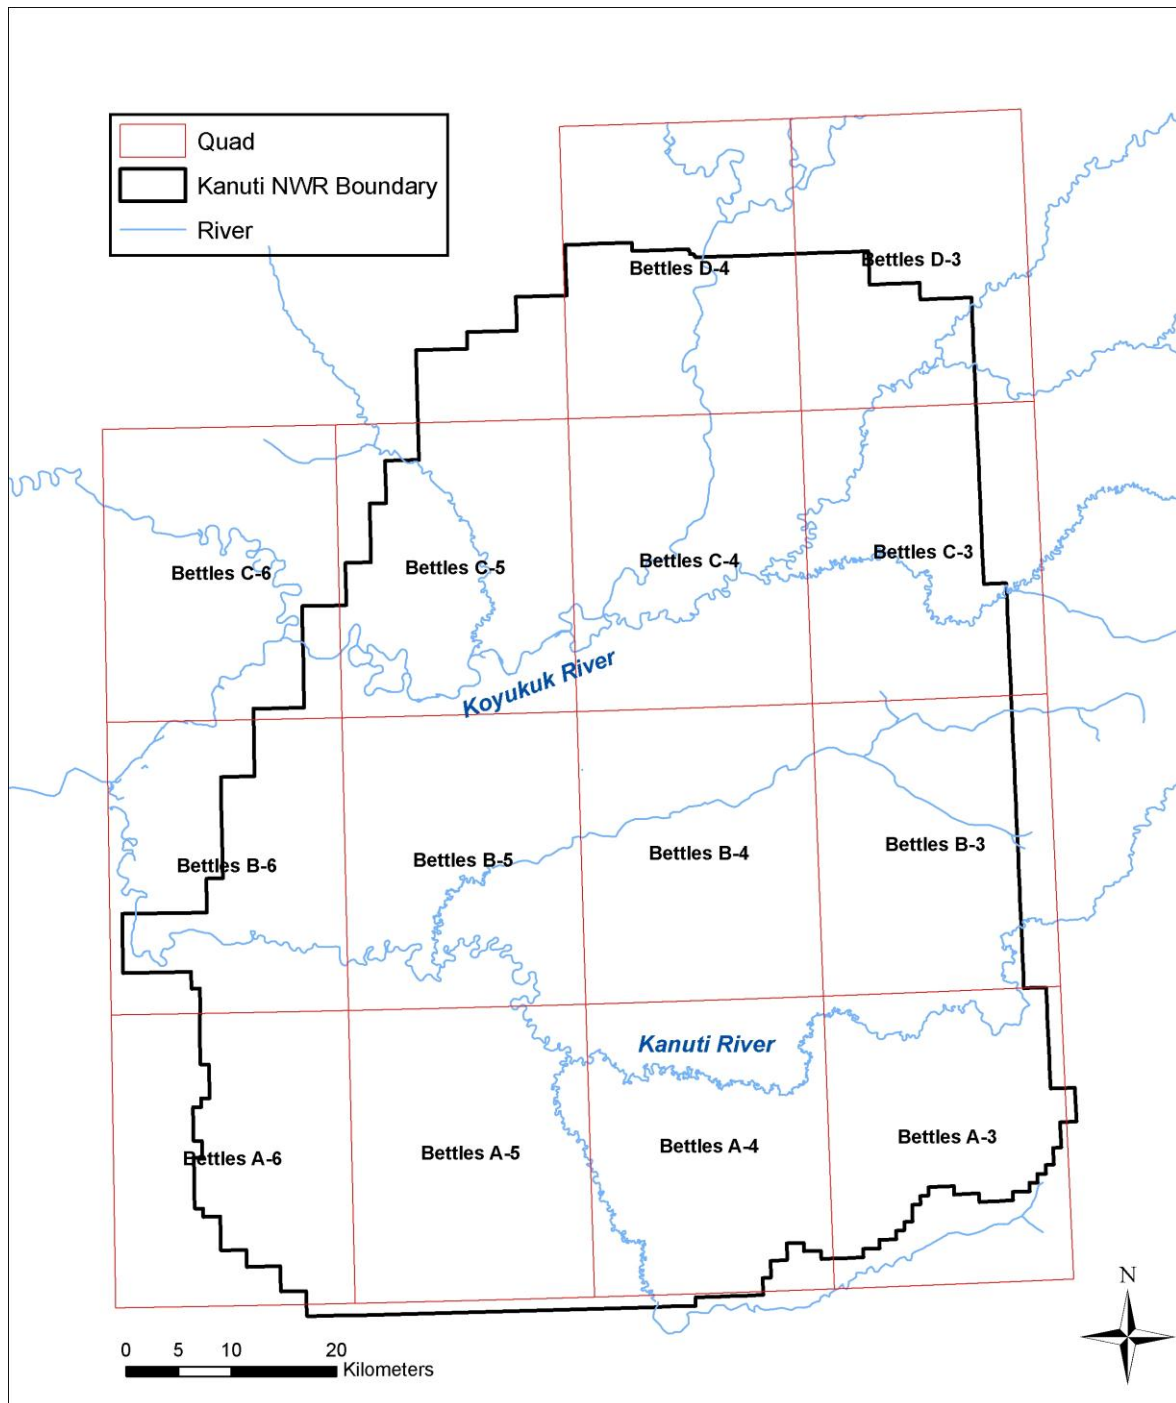 Quad
Kanuti NWR Boundary
River
Bettles D-4
Bettles D-3
Bettles C-6
Bettles C-5
Bettles C-4
Bettles C-3
Koyukuk River
Bettles B-6
Bettles B-5
Bettles B-4
Bettles B-3
Kanuti River
Bettles A-6
Bettles A-5
Bettles A-4
Bettles A-3
N
0 5 10 20
Kilometers